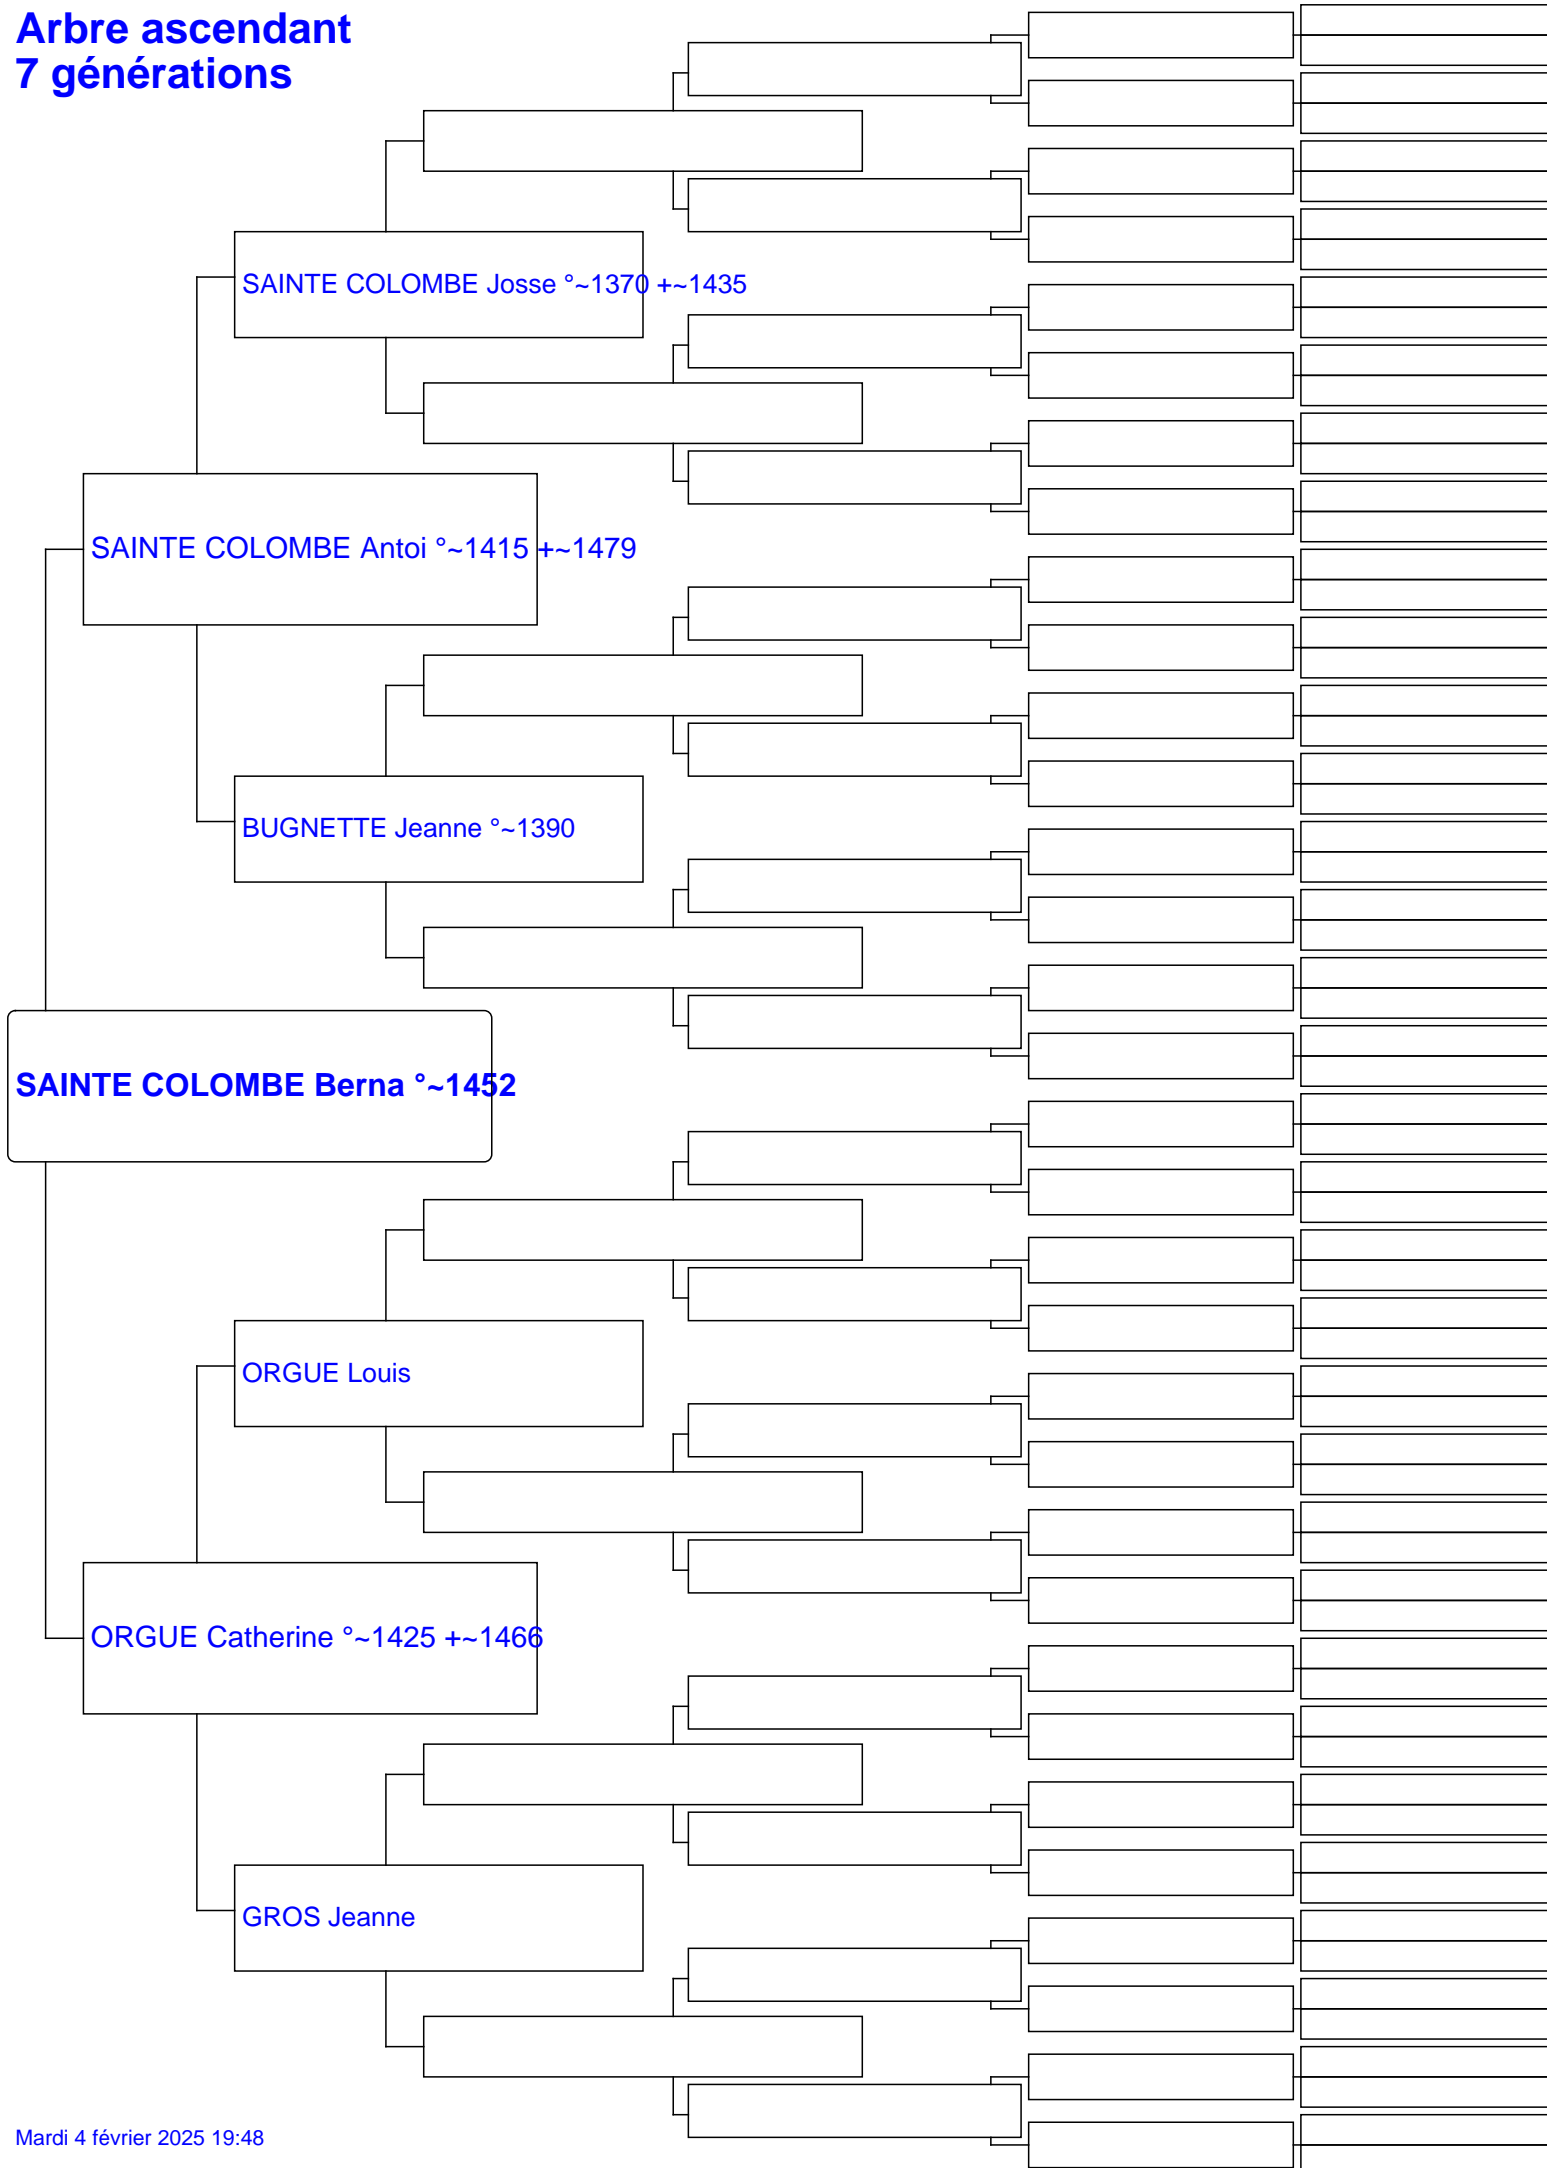 Arbre ascendant
7 générations
SAINTE COLOMBE Josse °~1370 +~1435
SAINTE COLOMBE Antoi °~1415 +~1479
BUGNETTE Jeanne °~1390
SAINTE COLOMBE Berna °~1452
ORGUE Louis
ORGUE Catherine °~1425 +~1466
GROS Jeanne
Mardi 4 février 2025 19:48